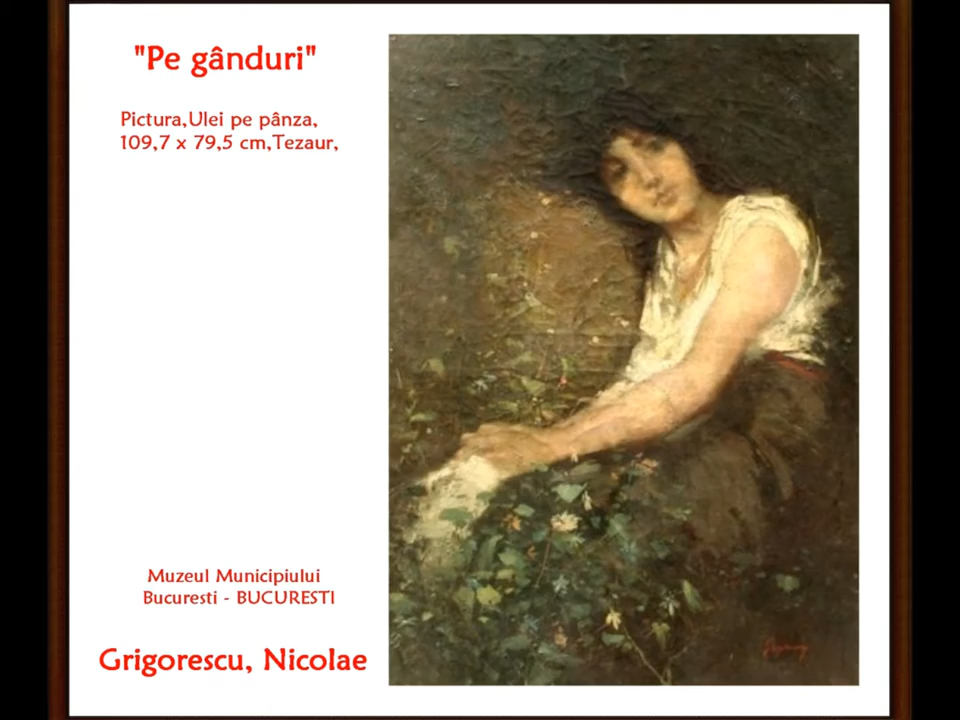 "Pe gânduri"
Pictura,Ulei pe pânza,
109,7 x 79,5 cm,Tezaur,
Muzeul Municipiului
Bucuresti - BUCURESTI
Grigorescu, Nicolae